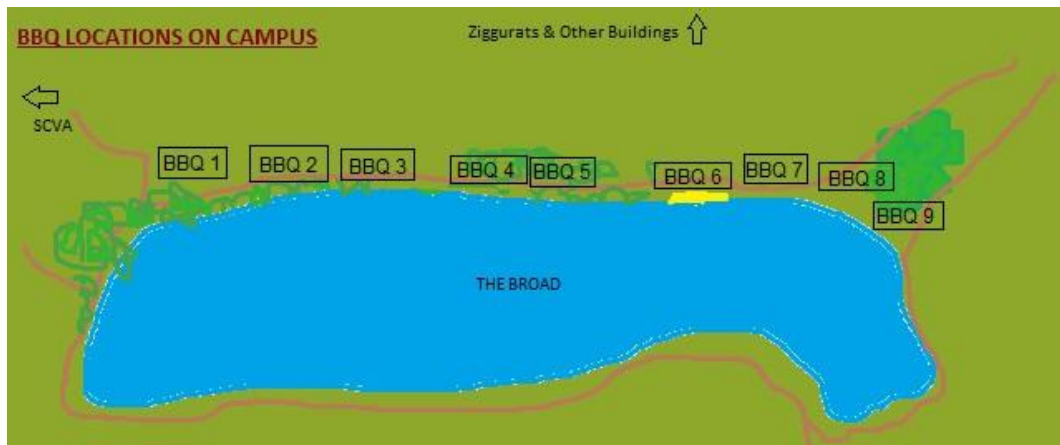 BBQ LOCATIONS ON CAMPUS
Ziggurats & Other Buildings
SCVA
BBQ 1
BBQ 2
BBQ 3
BBQ 4
BBQ 5
BBQ 6
BBQ 7
BBQ 8
BBQ 9
THE BROAD